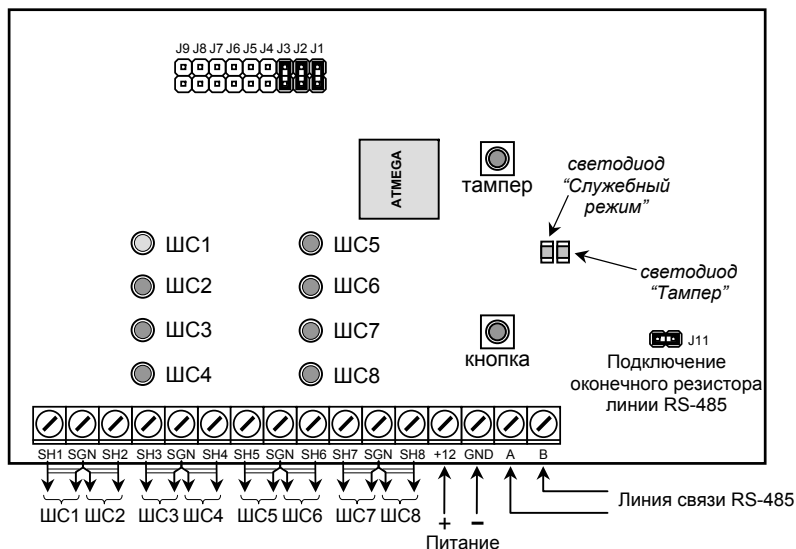 J9 J8 J7 J6 J5 J4 J3 J2 J1
ATMEGA
тампер
светодиод
“Служебный
режим”
светодиод
“Тампер”
ШС1
ШС5
ШС2
ШС6
ШС3
ШС7
ШС4
ШС8
кнопка
J11
Подключение
оконечного резистора
линии RS-485
SH1 SGN SH2 SH3 SGN SH4 SH5 SGN SH6 SH7 SGN SH8 +12 GND A B
ШС1 ШС2 ШС3 ШС4 ШС5 ШС6 ШС7 ШС8
+ −
Питание
Линия связи RS-485